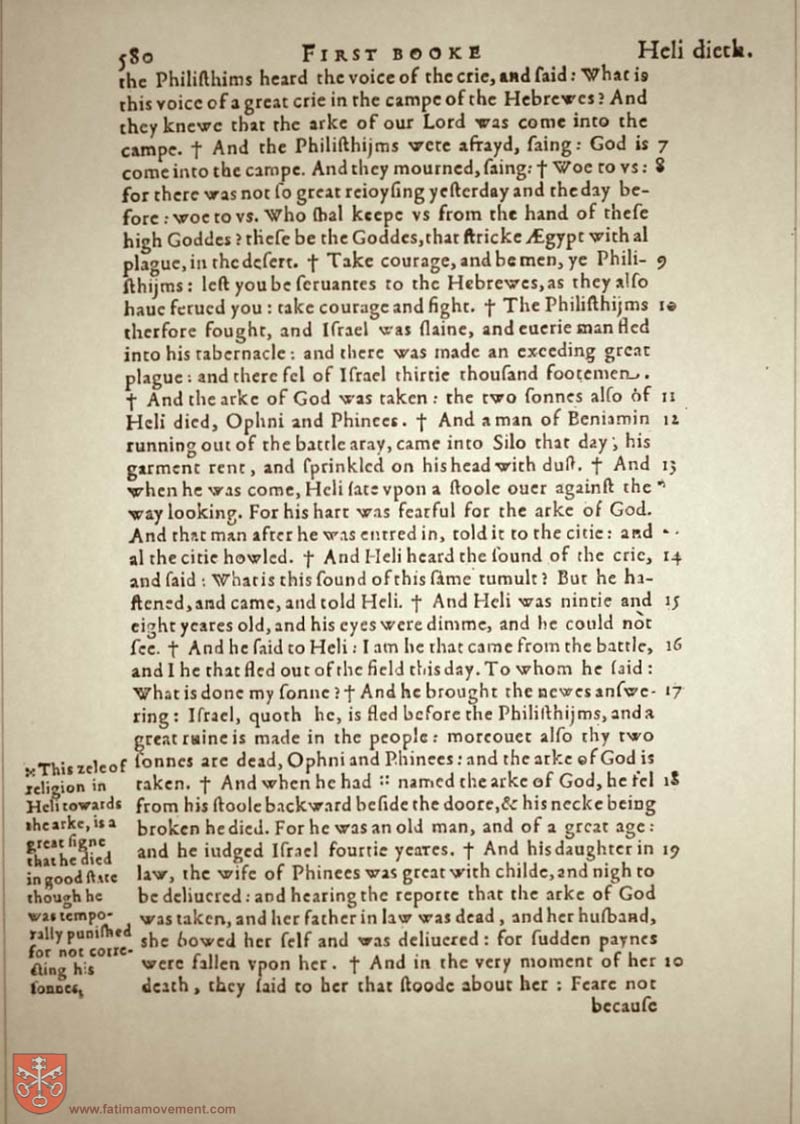 580 FIRST BOOKE Heli dieth.
the Philiſthims heard the voice of the crie, and ſaid: What is
this voice of a great crie in the campe of the Hebrewes? And
they knewe that the arke of our Lord was come into the
campe. † And the Philiſthijms were afrayd, ſaing: God is 7
come into the campe. And they mourned, ſaing: † Woe to vs: 8
for there was not ſo great reioyſing yeſterday and the day be-
fore: woe to vs. Who ſhal keepe vs from the hand of theſe
high Goddes? theſe be the Goddes, that ſtricke Ægypt with al
plague, in the deſert. † Take courage, and be men, ye Phili- 9
ſthijms: leſt you be ſeruantes to the Hebrewes, as they alſo
haue ſerued you: take courage and fight. † The Philiſthijms 10
therfore fought, and Iſrael was ſlaine, and euerie man fled
into his tabernacle: and there was made an exceding great
plague: and there fel of Iſrael thirtie thouſand footemen.
† And the arke of God was taken: the two ſonnes alſo of 11
Heli died, Ophni and Phinees. † And a man of Beniamin 12
running out of the battle aray, came into Silo that day, his
garment rent, and ſprinkled on his head with duſt. † And 13
when he was come, Heli ſate vpon a ſtoole ouer againſt the
way looking. For his hart was fearful for the arke of God.
And that man after he was entred in, told it to the citie: and
al the citie howled. † And Heli heard the ſound of the crie, 14
and ſaid: What is this ſound of this ſame tumult? But he ha-
ſtened, and came, and told Heli. † And Heli was nintie and 15
eight yeares old, and his eyes were dimme, and he could not
ſee. † And he ſaid to Heli: I am he that came from the battle, 16
and I he that fled out of the field this day. To whom he ſaid:
What is done my ſonne? † And he brought the newes anſwe- 17
ring: Iſrael, quoth he, is fled before the Philiſthijms, and a
great ruine is made in the people: moreouer alſo thy two
ſonnes are dead, Ophni and Phinees: and the arke of God is
taken. † And when he had :: named the arke of God, he fel 18
from his ſtoole backward beſide the doore, & his necke being
broken he died. For he was an old man, and of a great age:
and he iudged Iſrael fourtie yeares. † And his daughter in 19
law, the wife of Phinees was great with childe, and nigh to
be deliuered: and hearing the reporte that the arke of God
was taken, and her father in law was dead, and her huſband,
she bowed her ſelf and was deliuered: for ſudden paynes
were fallen vpon her. † And in the very moment of her 10
death, they ſaid to her that ſtoode about her: Feare not
becauſe
:: This zele of
religion in
Heli towards
the arke, is a
great ſigne
that he died
in good ſtate
though he
was tempo-
rally puniſhed
for not corre-
cting his
ſonnes,
www.fatimamovement.com